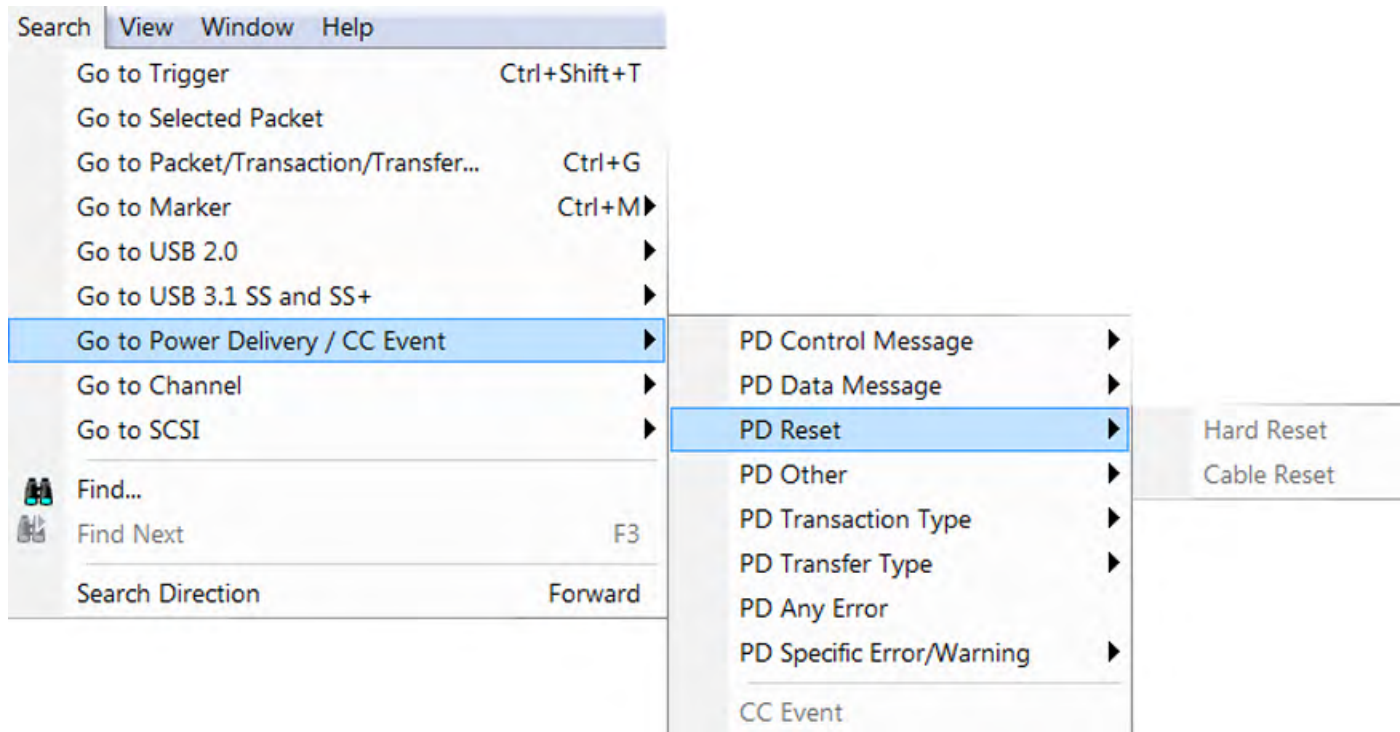 Search View Window Help
Go to Trigger Ctrl+Shift+T
Go to Selected Packet
Go to Packet/Transaction/Transfer... Ctrl+G
Go to Marker Ctrl+M
Go to USB 2.0
Go to USB 3.1 SS and SS+
Go to Power Delivery / CC Event
Go to Channel
Go to SCSI
Find...
Find Next F3
Search Direction Forward
PD Control Message
PD Data Message
PD Reset
PD Other
PD Transaction Type
PD Transfer Type
PD Any Error
PD Specific Error/Warning
CC Event
Hard Reset
Cable Reset